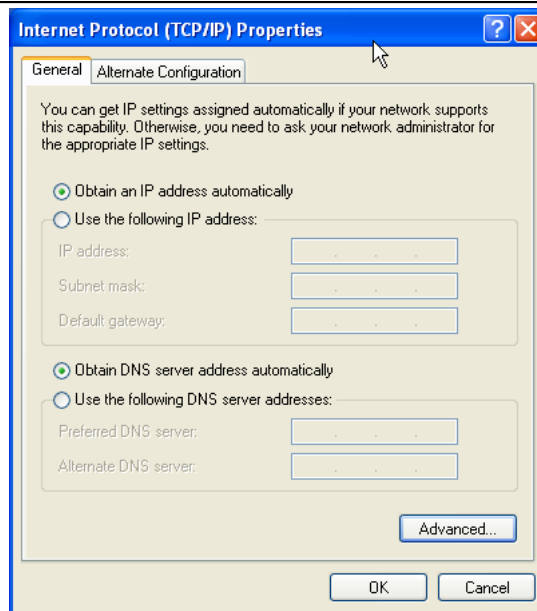 Internet Protocol (TCP/IP) Properties
General
Alternate Configuration
You can get IP settings assigned automatically if your network supports
this capability. Otherwise, you need to ask your network administrator for
the appropriate IP settings.
Obtain an IP address automatically
Use the following IP address:
IP address:
Subnet mask:
Default gateway:
Obtain DNS server address automatically
Use the following DNS server addresses:
Preferred DNS server:
Alternate DNS server:
Advanced...
OK
Cancel